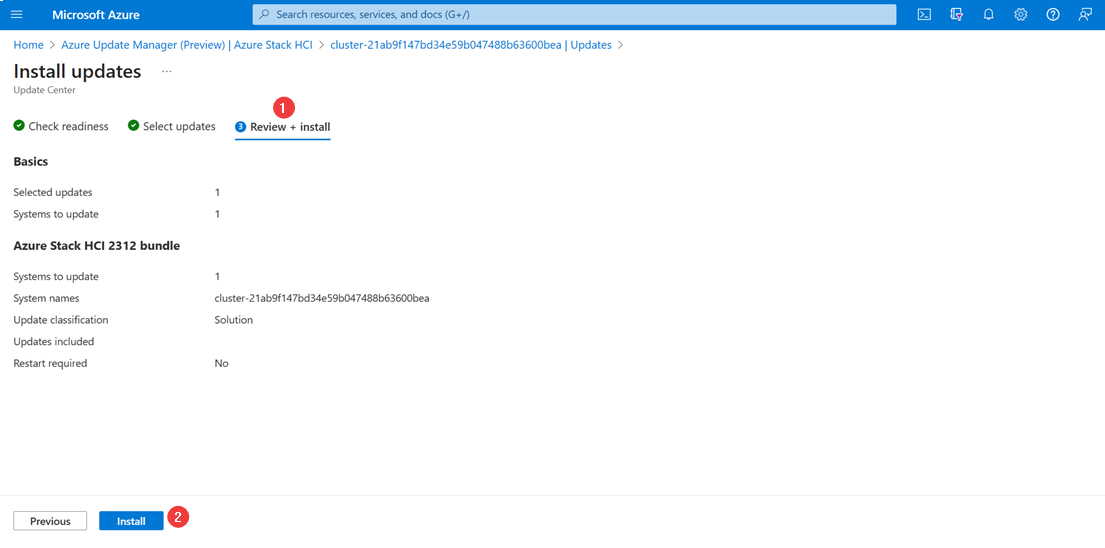 Microsoft Azure
Search resources, services, and docs (G+/)
Home > Azure Update Manager (Preview) | Azure Stack HCI > cluster-21ab9f147bd34e59b047488b63600bea | Updates >
Install updates ...
Update Center
1
Check readiness Select updates 3 Review + install
Basics
Selected updates 1
Systems to update 1
Azure Stack HCI 2312 bundle
Systems to update 1
System names cluster-21ab9f147bd34e59b047488b63600bea
Update classification Solution
Updates included
Restart required No
Previous Install 2